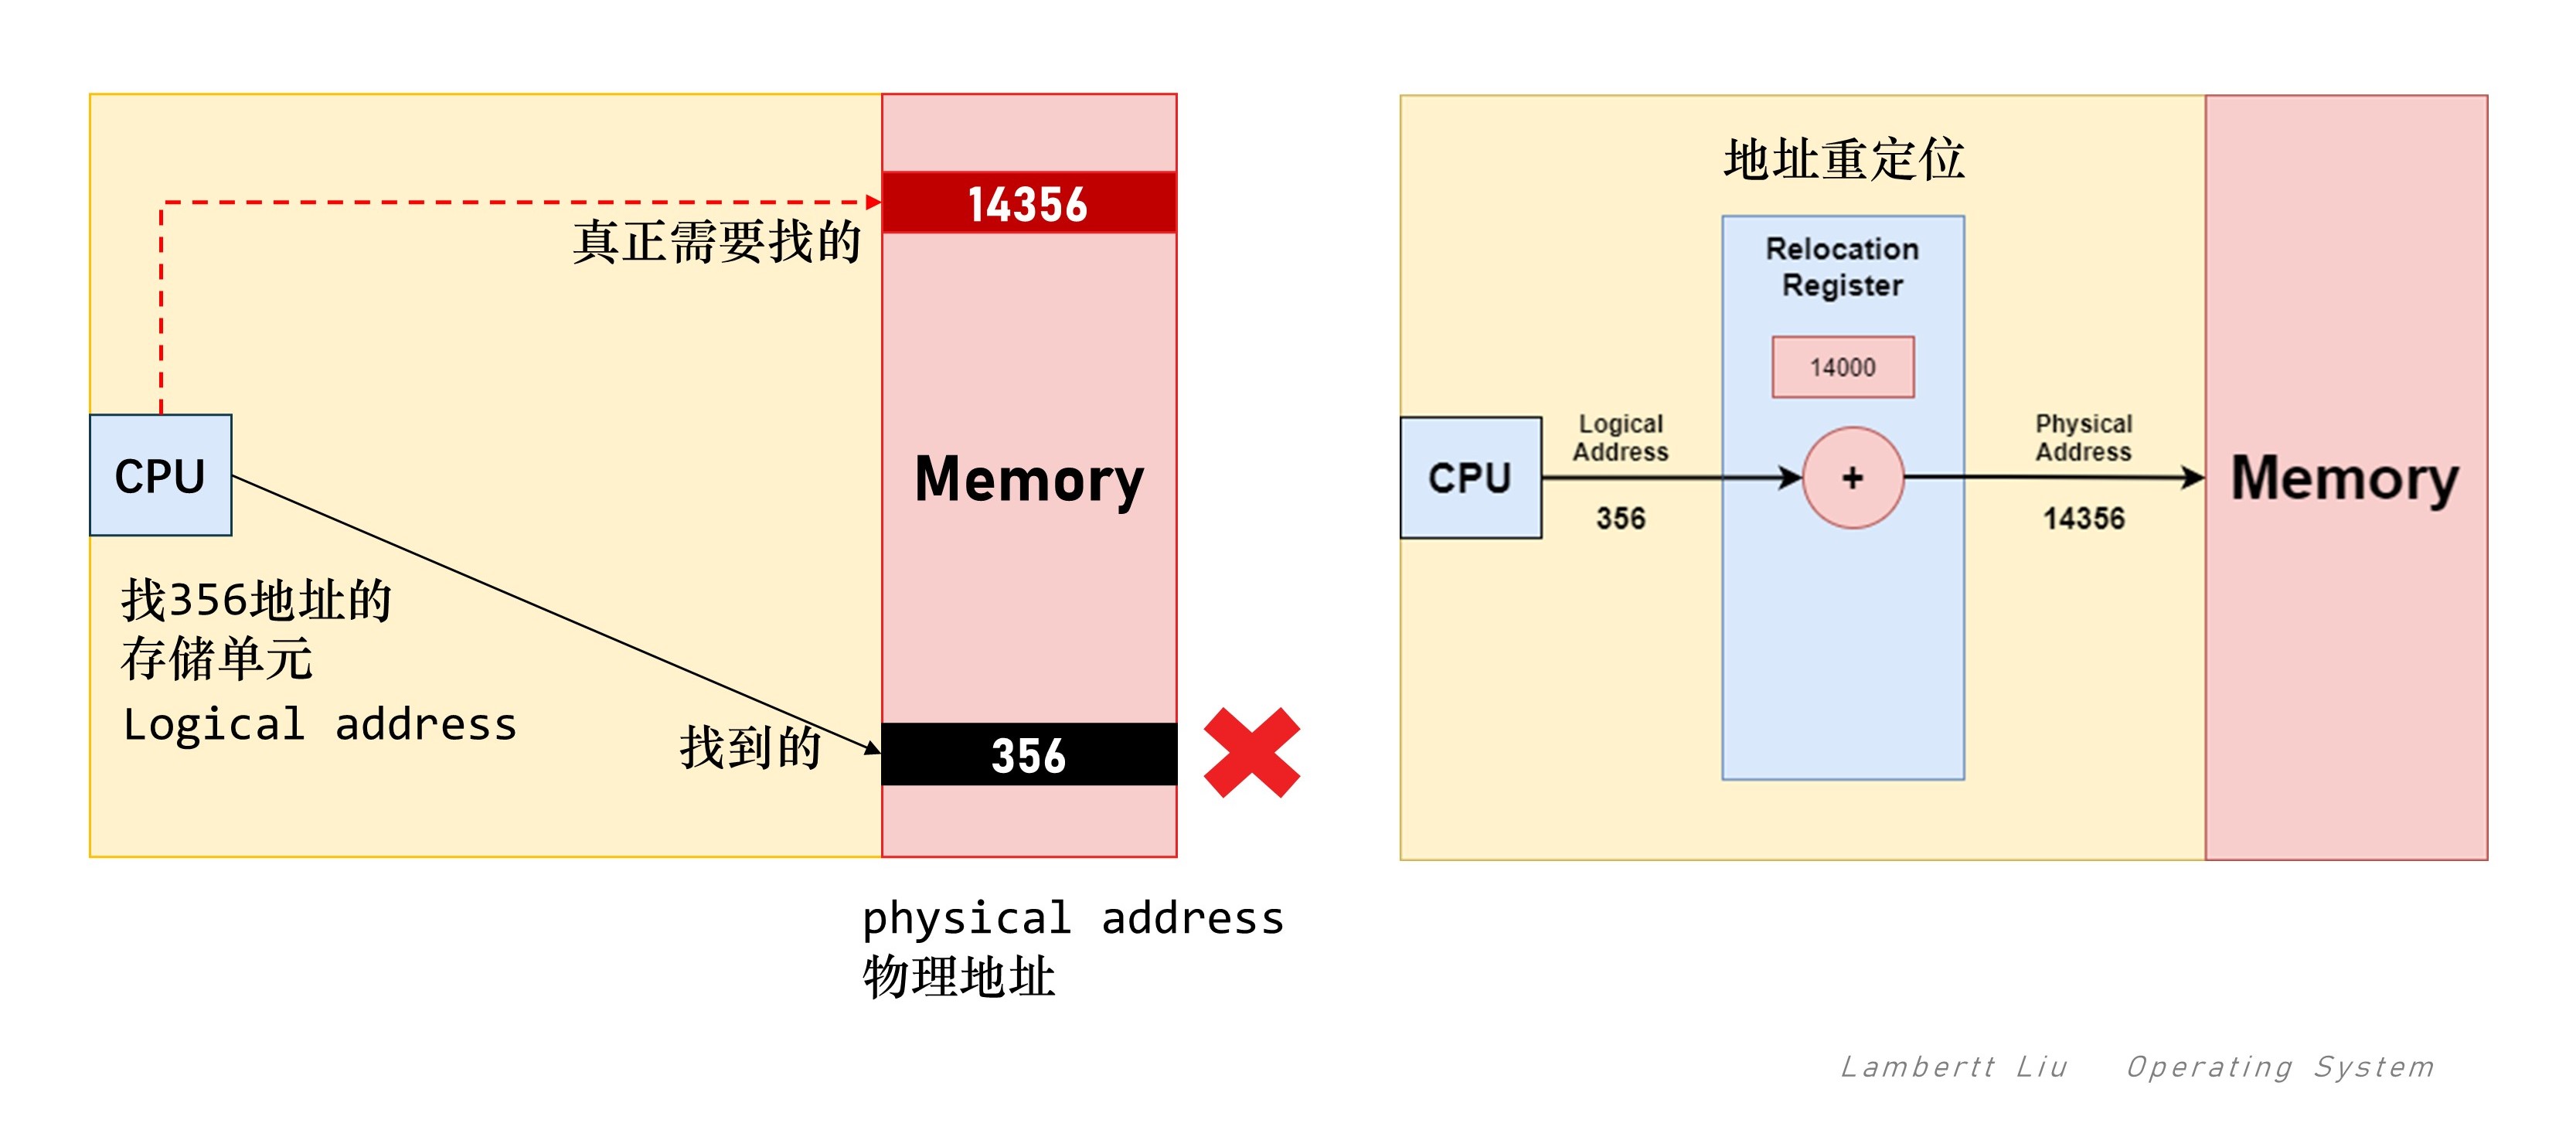 14356
真正需要找的
CPU
Memory
找356地址的
存储单元
Logical address
找到的
356
physical address
物理地址
地址重定位
Relocation
Register
14000
CPU
Logical
Address
356
+
Physical
Address
14356
Memory
Lambertt Liu Operating System